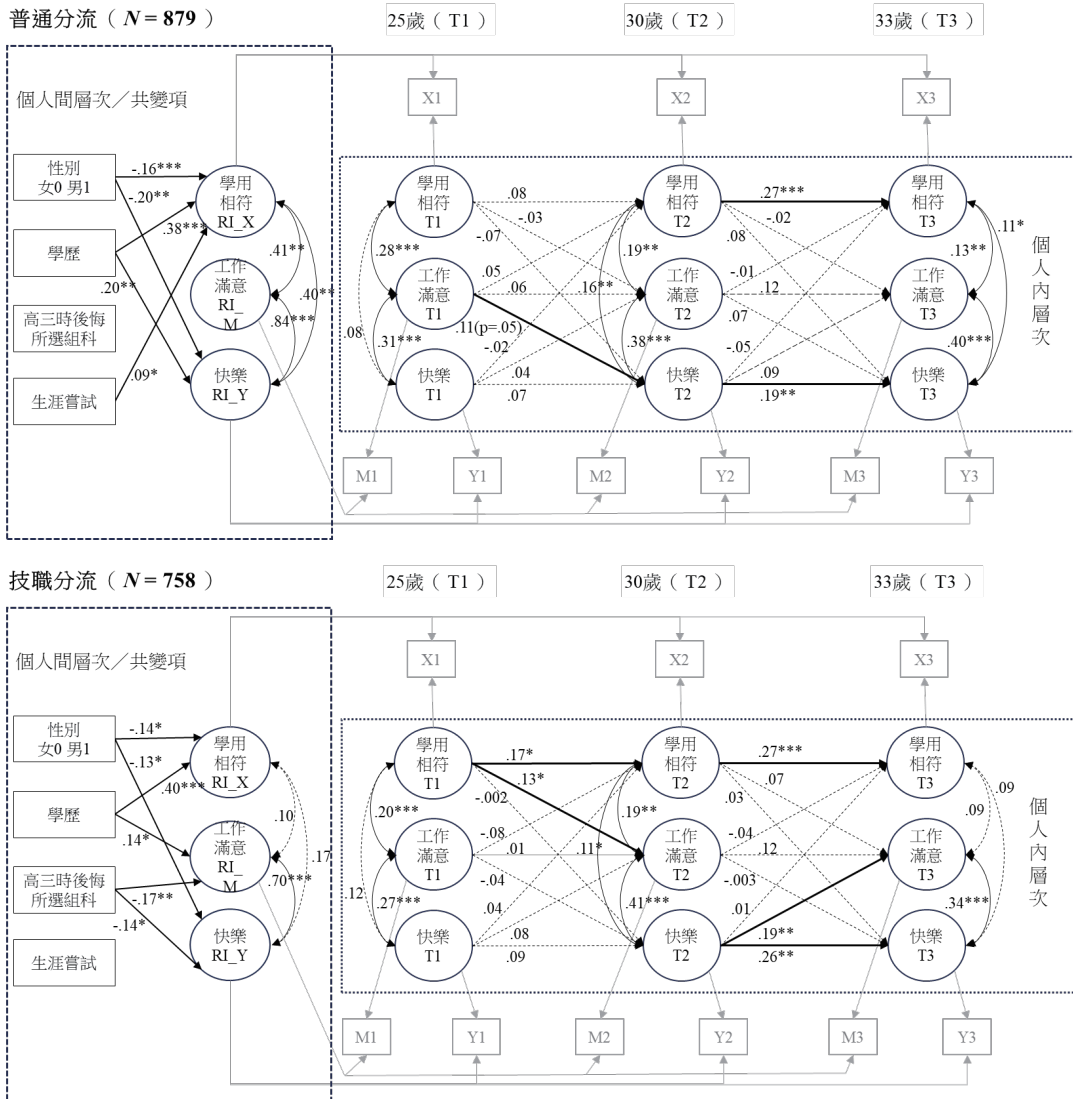 普通分流（N = 879）
25歲（T1）
30歲（T2）
33歲（T3）
個人間層次／共變項
X1
X2
X3
性別
女0 男1
學歷
高三時後悔
所選組科
生涯嘗試
-.16***
-.20**
.38***
.20**
.09*
學用
相符
RI_X
工作
滿意
RI_
M
快樂
RI_Y
.41**
.40**
.84***
學用
相符
T1
工作
滿意
T1
快樂
T1
.28***
.08
.31***
.08
-.03
-.07
.05
.06
.11(p=.05)
-.02
.04
.07
學用
相符
T2
工作
滿意
T2
快樂
T2
.19**
.16**
.38***
.27***
-.02
.08
-.01
.12
.07
-.05
.09
.19**
學用
相符
T3
工作
滿意
T3
快樂
T3
.11*
.13**
.40***
個人內層次
M1
Y1
M2
Y2
M3
Y3
技職分流（N = 758）
25歲（T1）
30歲（T2）
33歲（T3）
個人間層次／共變項
X1
X2
X3
性別
女0 男1
學歷
高三時後悔
所選組科
生涯嘗試
-.14*
-.13*
.40***
.14*
-.17**
-.14*
學用
相符
RI_X
工作
滿意
RI_
M
快樂
RI_Y
.10
.17
.70***
學用
相符
T1
工作
滿意
T1
快樂
T1
.20***
.12
.27***
.17*
.13*
-.002
-.08
.01
-.04
.04
.08
.09
學用
相符
T2
工作
滿意
T2
快樂
T2
.19**
.11*
.41***
.27***
.07
.03
-.04
.12
-.003
.01
.19**
.26**
學用
相符
T3
工作
滿意
T3
快樂
T3
.09
.09
.34***
個人內層次
M1
Y1
M2
Y2
M3
Y3